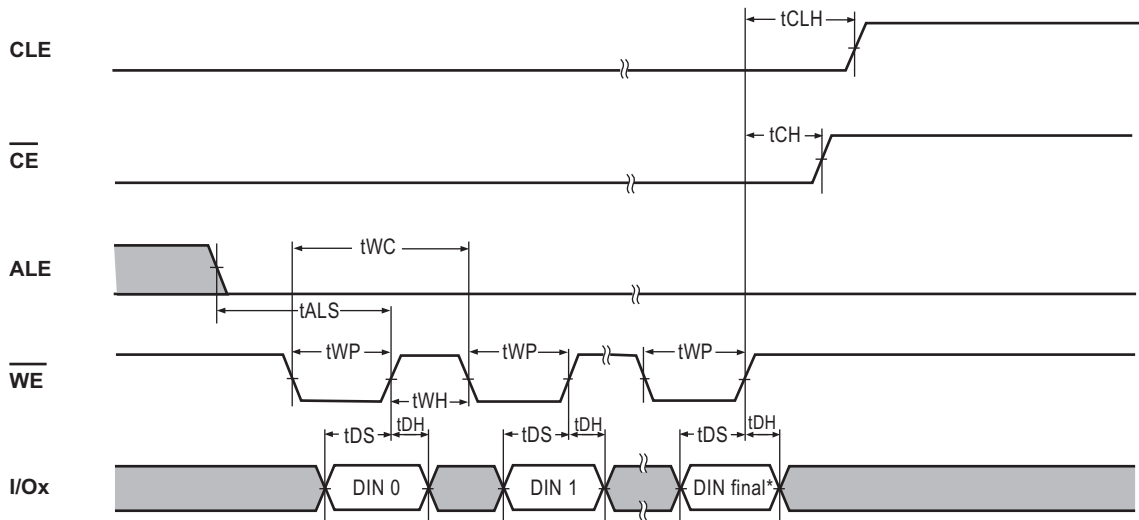 tCLH
CLE
tCH
CE
tWC
ALE
tALS
tWP tWP tWP
WE
tWH
tDS tDH tDS tDH tDS tDH
I/Ox DIN 0 DIN 1 DIN final*